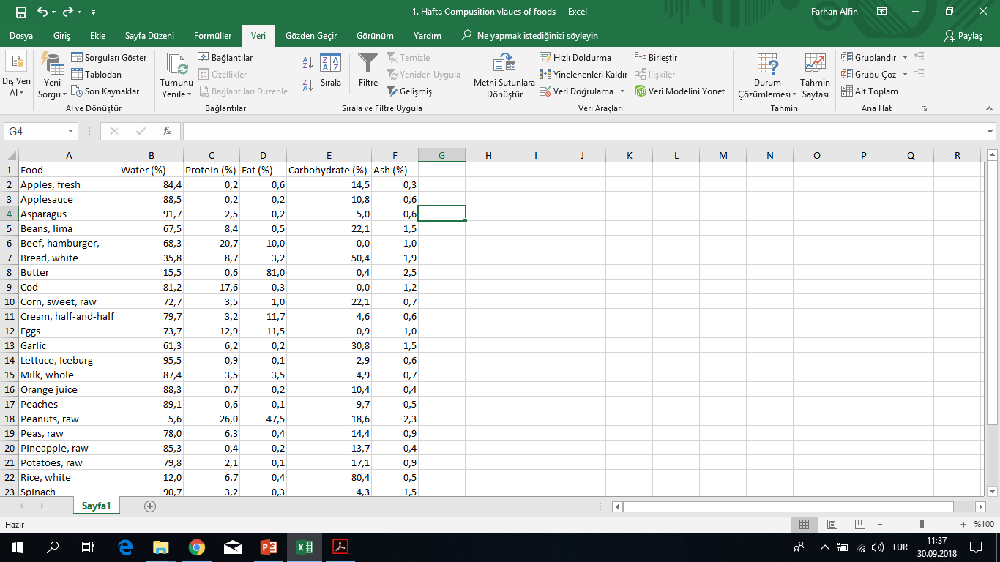 1. Hafta Compusition vlaues of foods - Excel
Farhan Alfin
Dosya Giriş Ekle Sayfa Düzeni Formüller Veri Gözden Geçir Görünüm Yardım Ne yapmak istediğinizi söyleyin Paylaş
Dış Veri Al
Yeni Sorgu
Sorguları Göster
Tablodan
Son Kaynaklar
Al ve Dönüştür
Tümünü Yenile
Bağlantılar
Özellikler
Bağlantıları Düzenle
Bağlantılar
Sırala
Filtre
Temizle
Yeniden Uygula
Gelişmiş
Sırala ve Filtre Uygula
Metni Sütunlara Dönüştür
Hızlı Doldurma
Yinelenenleri Kaldır
Veri Doğrulama
Birleştir
İlişkiler
Veri Modelini Yönet
Veri Araçları
Durum Çözümlemesi
Tahmin Sayfası
Tahmin
Gruplandır
Grubu Çöz
Alt Toplam
Ana Hat
G4 fx
A B C D E F G H I J K L M N O P Q R
1 Food Water (%) Protein (%) Fat (%) Carbohydrate (%) Ash (%)
2 Apples, fresh 84,4 0,2 0,6 14,5 0,3
3 Applesauce 88,5 0,2 0,2 10,8 0,6
4 Asparagus 91,7 2,5 0,2 5,0 0,6
5 Beans, lima 67,5 8,4 0,5 22,1 1,5
6 Beef, hamburger, 68,3 20,7 10,0 0,0 1,0
7 Bread, white 35,8 8,7 3,2 50,4 1,9
8 Butter 15,5 0,6 81,0 0,4 2,5
9 Cod 81,2 17,6 0,3 0,0 1,2
10 Corn, sweet, raw 72,7 3,5 1,0 22,1 0,7
11 Cream, half-and-half 79,7 3,2 11,7 4,6 0,6
12 Eggs 73,7 12,9 11,5 0,9 1,0
13 Garlic 61,3 6,2 0,2 30,8 1,5
14 Lettuce, Iceburg 95,5 0,9 0,1 2,9 0,6
15 Milk, whole 87,4 3,5 3,5 4,9 0,7
16 Orange juice 88,3 0,7 0,2 10,4 0,4
17 Peaches 89,1 0,6 0,1 9,7 0,5
18 Peanuts, raw 5,6 26,0 47,5 18,6 2,3
19 Peas, raw 78,0 6,3 0,4 14,4 0,9
20 Pineapple, raw 85,3 0,4 0,2 13,7 0,4
21 Potatoes, raw 79,8 2,1 0,1 17,1 0,9
22 Rice, white 12,0 6,7 0,4 80,4 0,5
23 Spinach 90,7 3,2 0,3 4,3 1,5
Sayfa1
Hazır
%100
TUR
11:37
30.09.2018